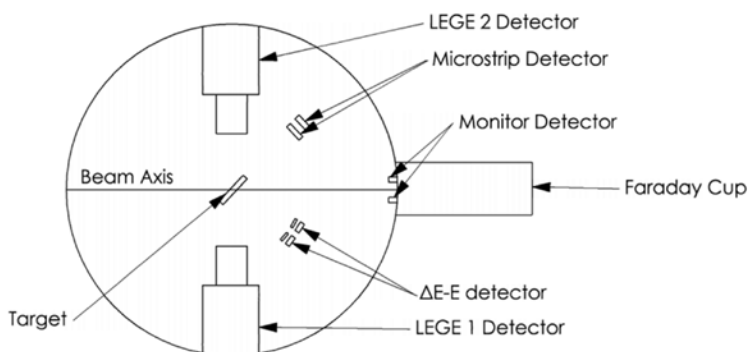 LEGE 2 Detector
Microstrip Detector
Monitor Detector
Beam Axis
Faraday Cup
ΔE-E detector
Target
LEGE 1 Detector